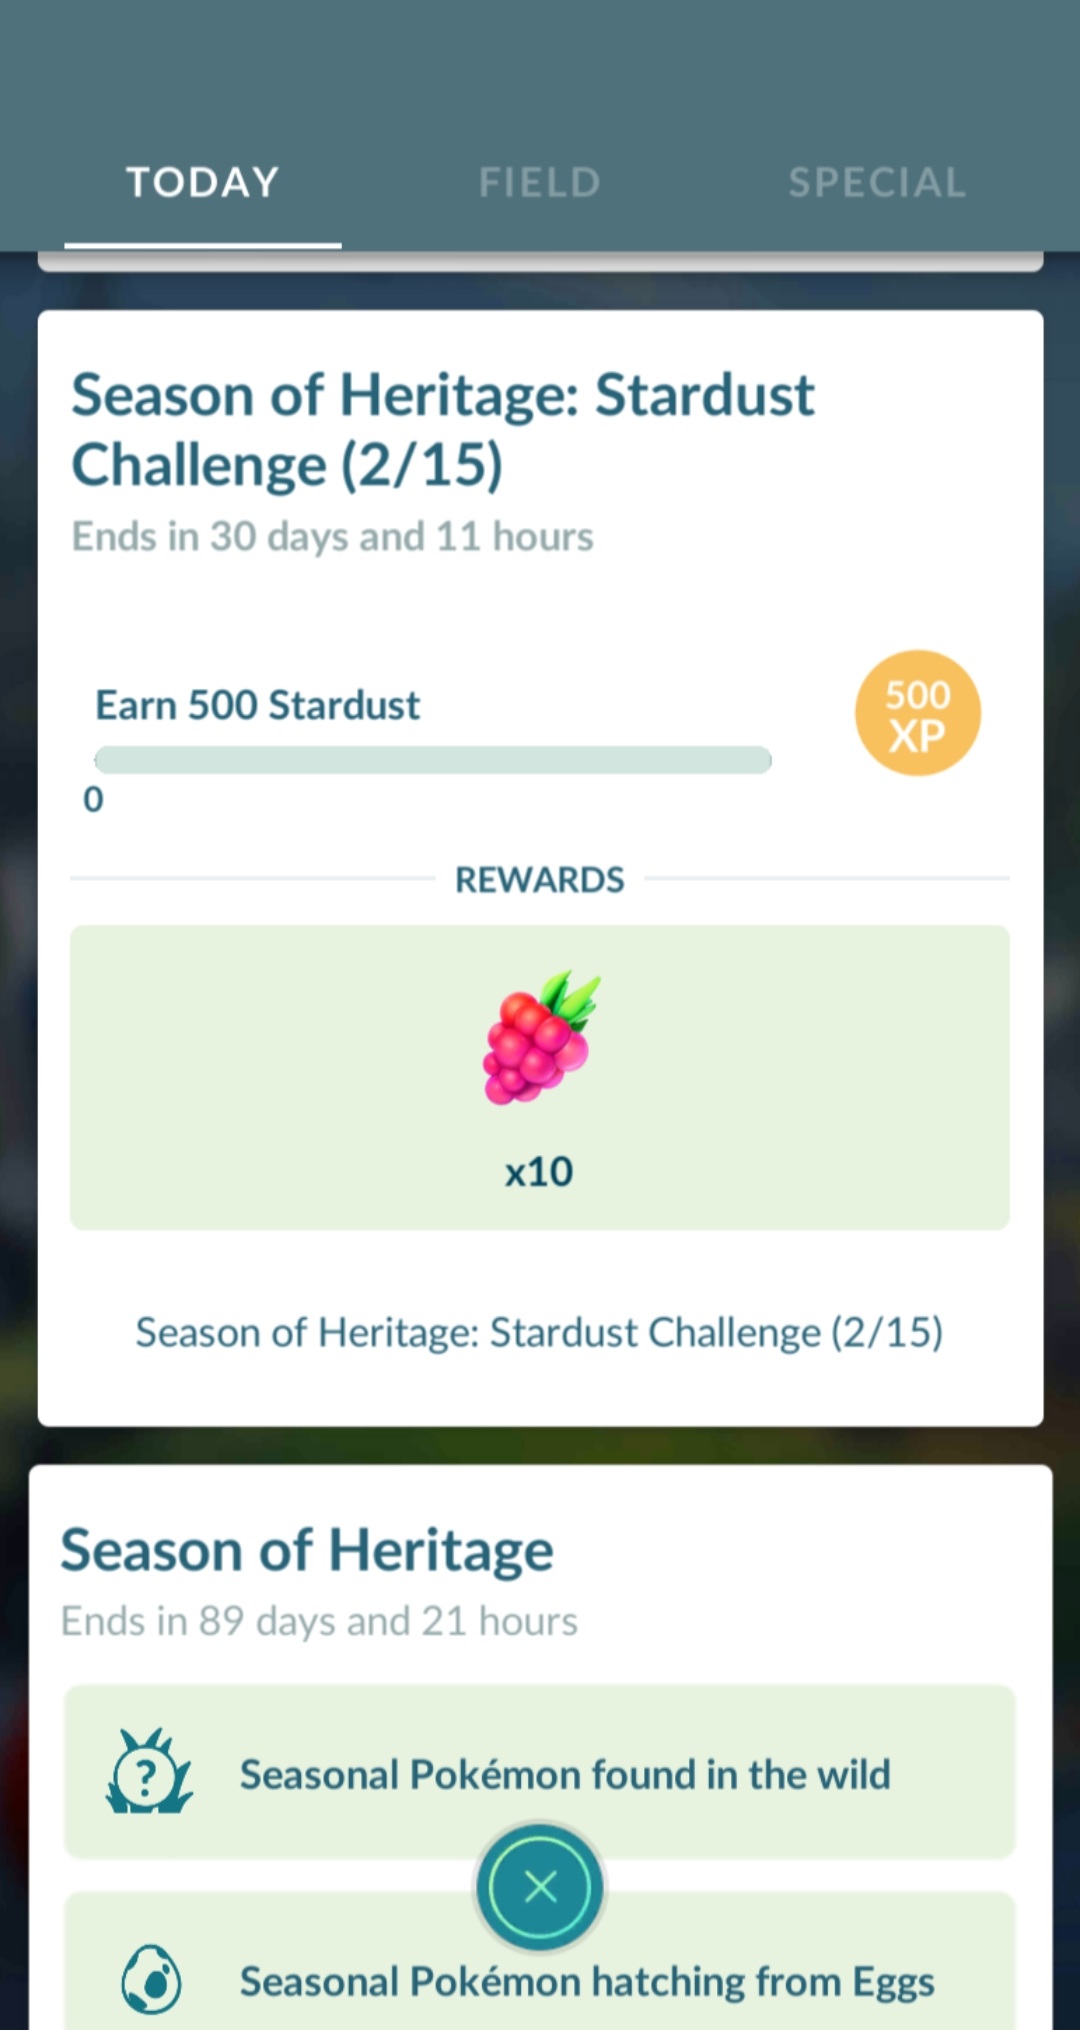 TODAY
FIELD
SPECIAL
Season of Heritage: Stardust
Challenge (2/15)
Ends in 30 days and 11 hours
Earn 500 Stardust
500
XP
0
REWARDS
x10
Season of Heritage: Stardust Challenge (2/15)
Season of Heritage
Ends in 89 days and 21 hours
?
Seasonal Pokémon found in the wild
Seasonal Pokémon hatching from Eggs